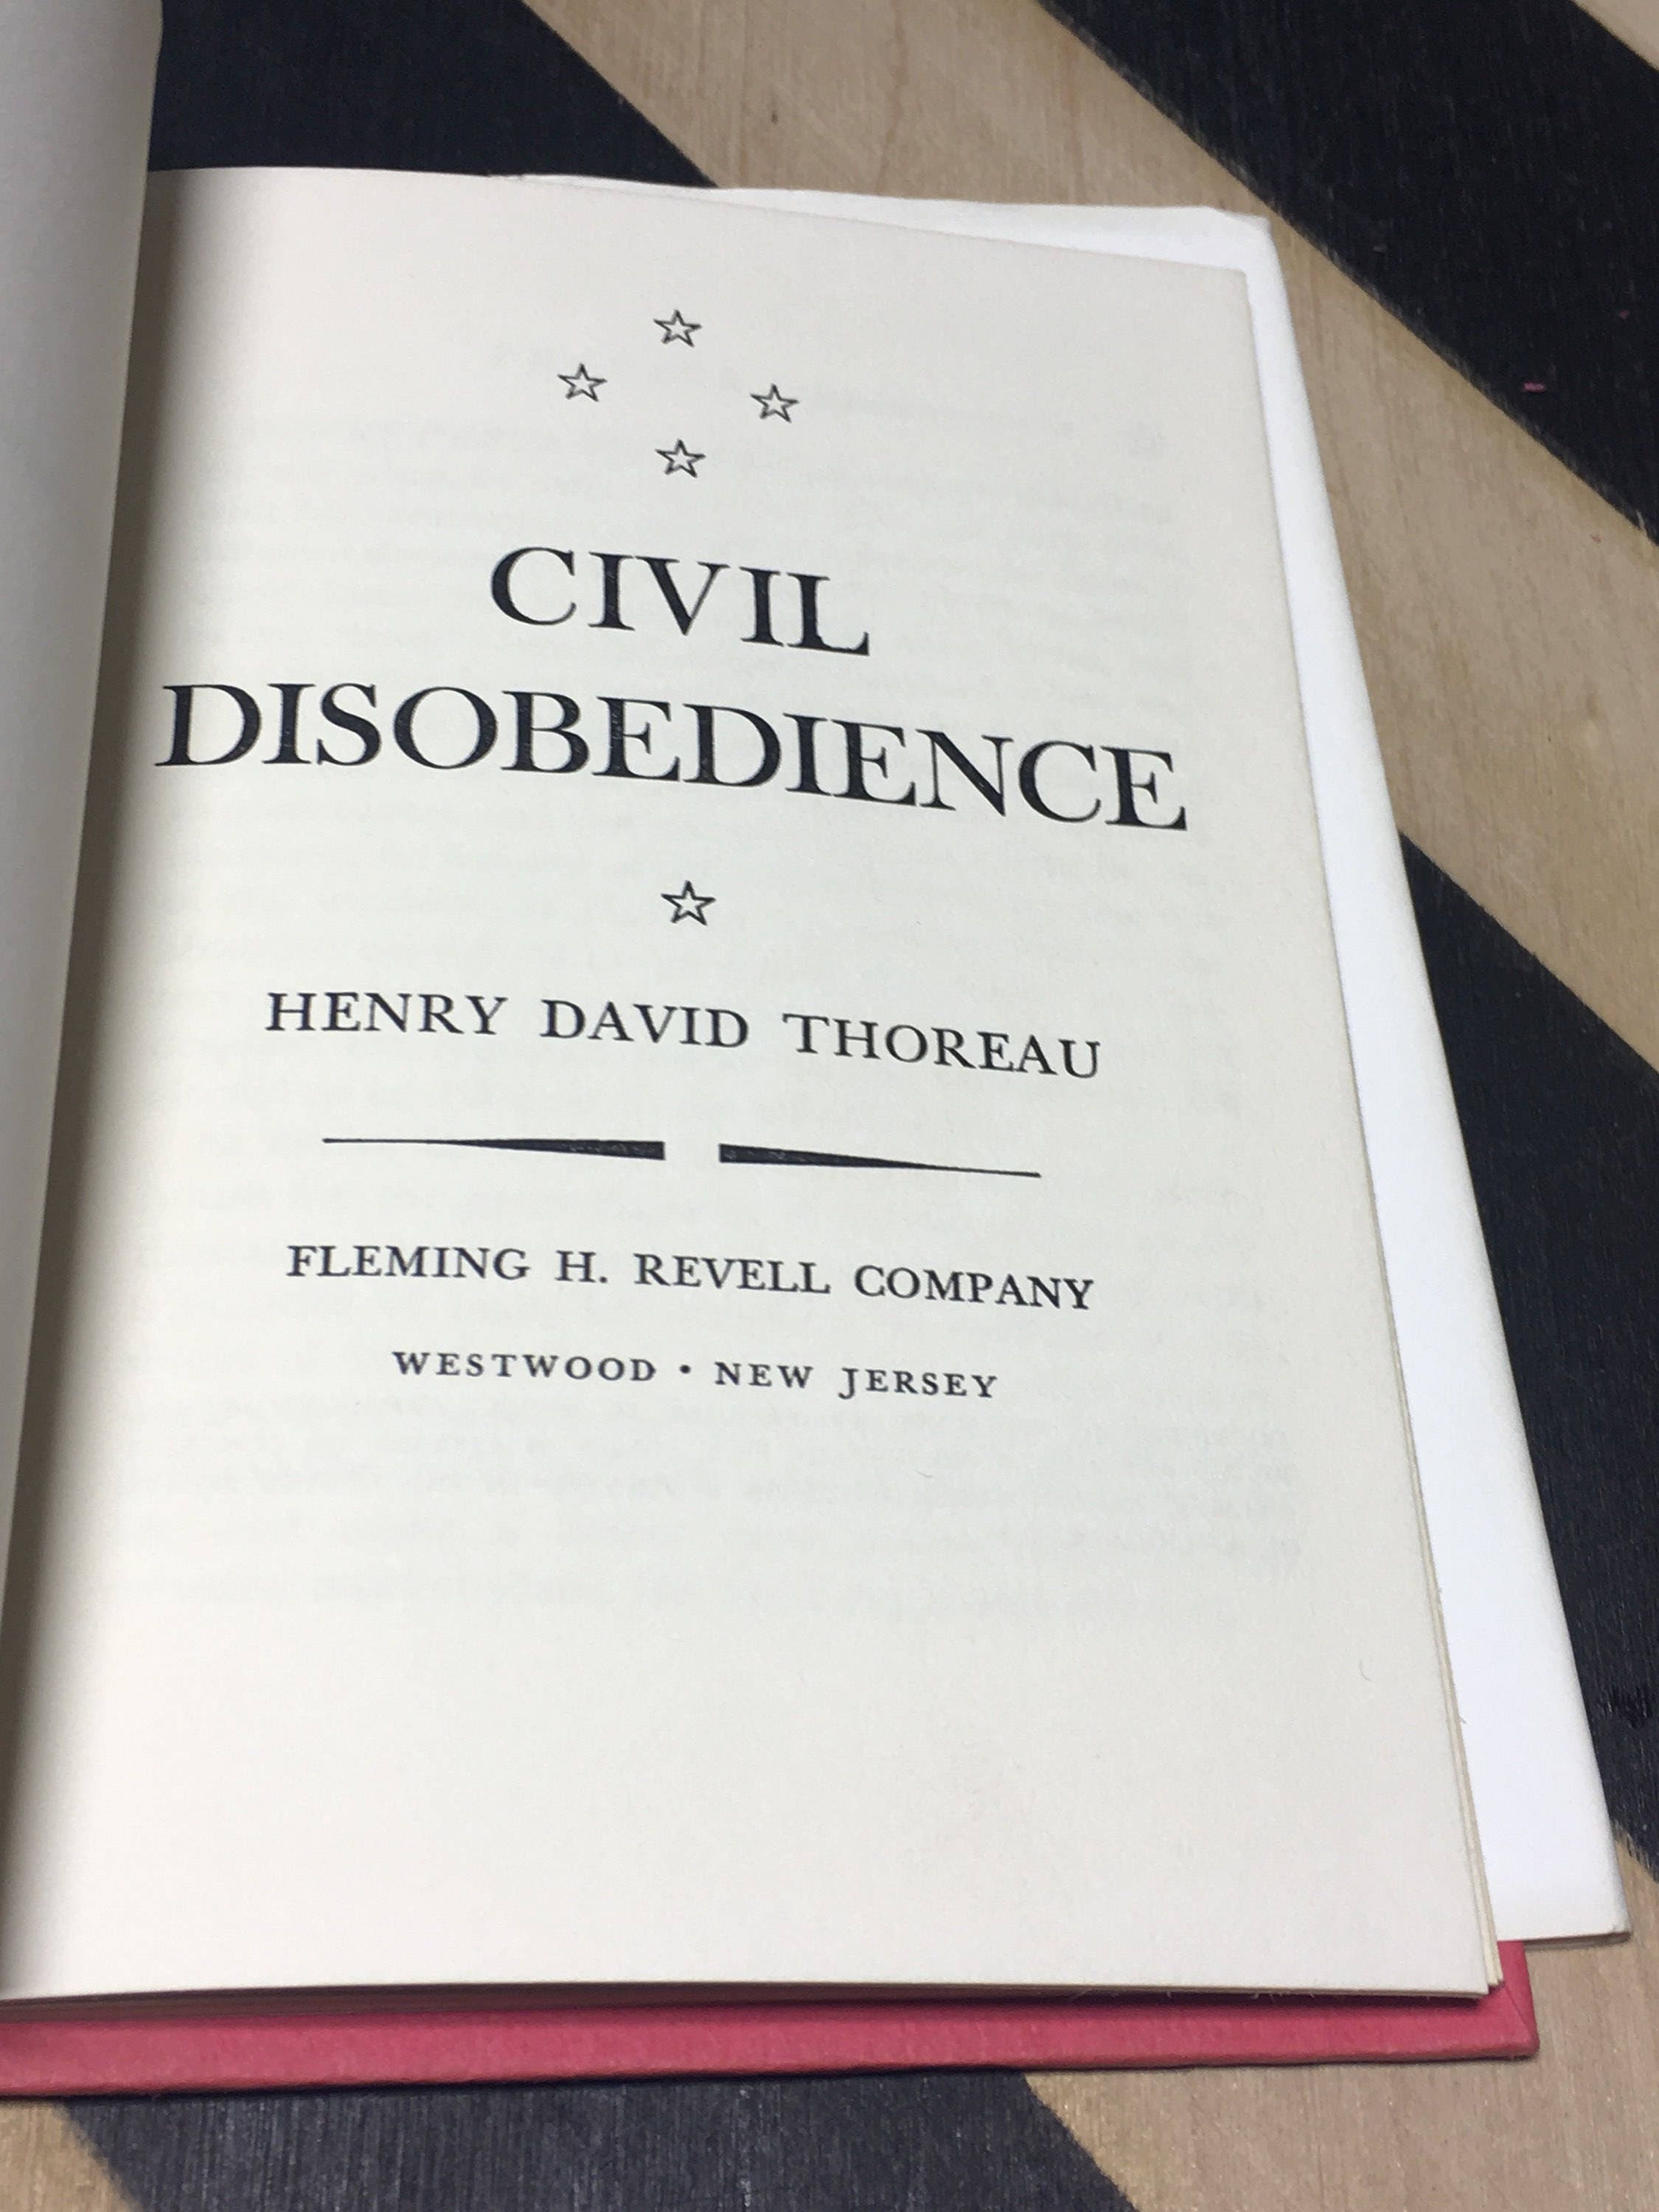 CIVIL
DISOBEDIENCE
HENRY DAVID THOREAU
FLEMING H. REVELL COMPANY
WESTWOOD • NEW JERSEY